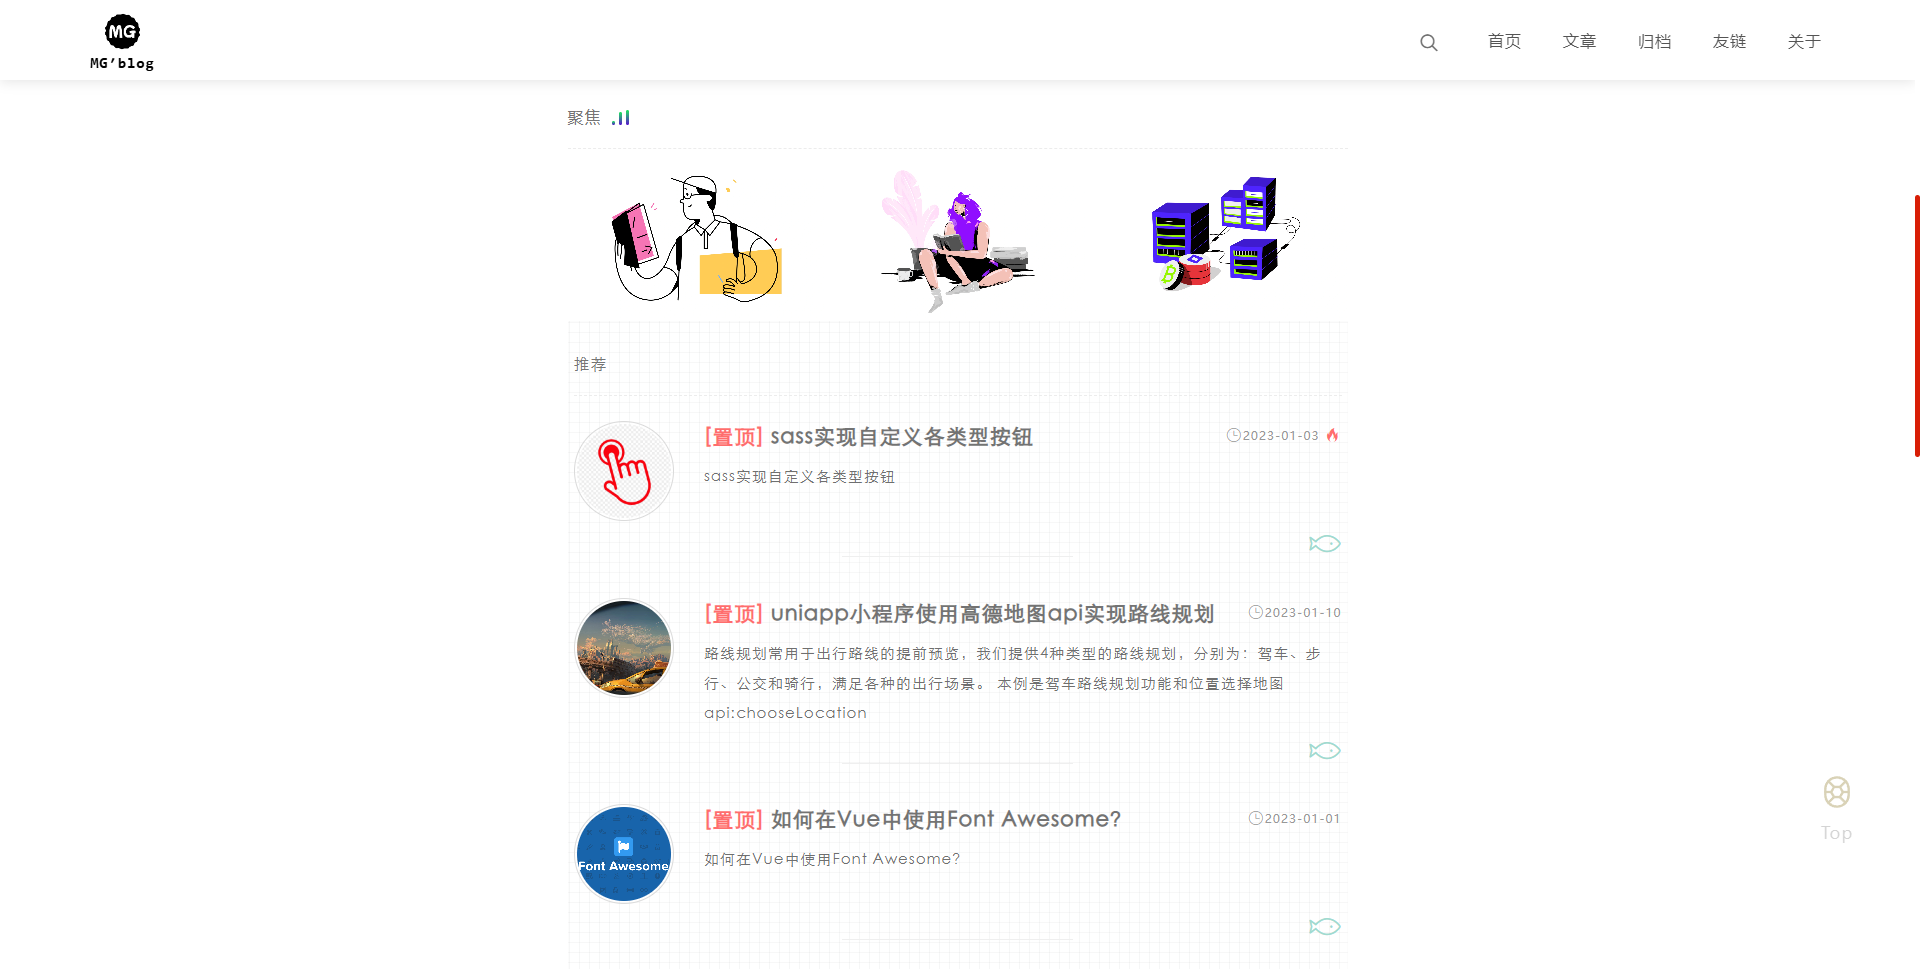 MG
MG'blog
首页 文章 归档 友链 关于
聚焦
推荐
[置顶] sass实现自定义各类型按钮
2023-01-03
sass实现自定义各类型按钮
[置顶] uniapp小程序使用高德地图api实现路线规划
2023-01-10
路线规划常用于出行路线的提前预览，我们提供4种类型的路线规划，分别为：驾车、步
行、公交和骑行，满足各种的出行场景。 本例是驾车路线规划功能和位置选择地图
api:chooseLocation
[置顶] 如何在Vue中使用Font Awesome?
2023-01-01
Font Awesome
如何在Vue中使用Font Awesome?
Top